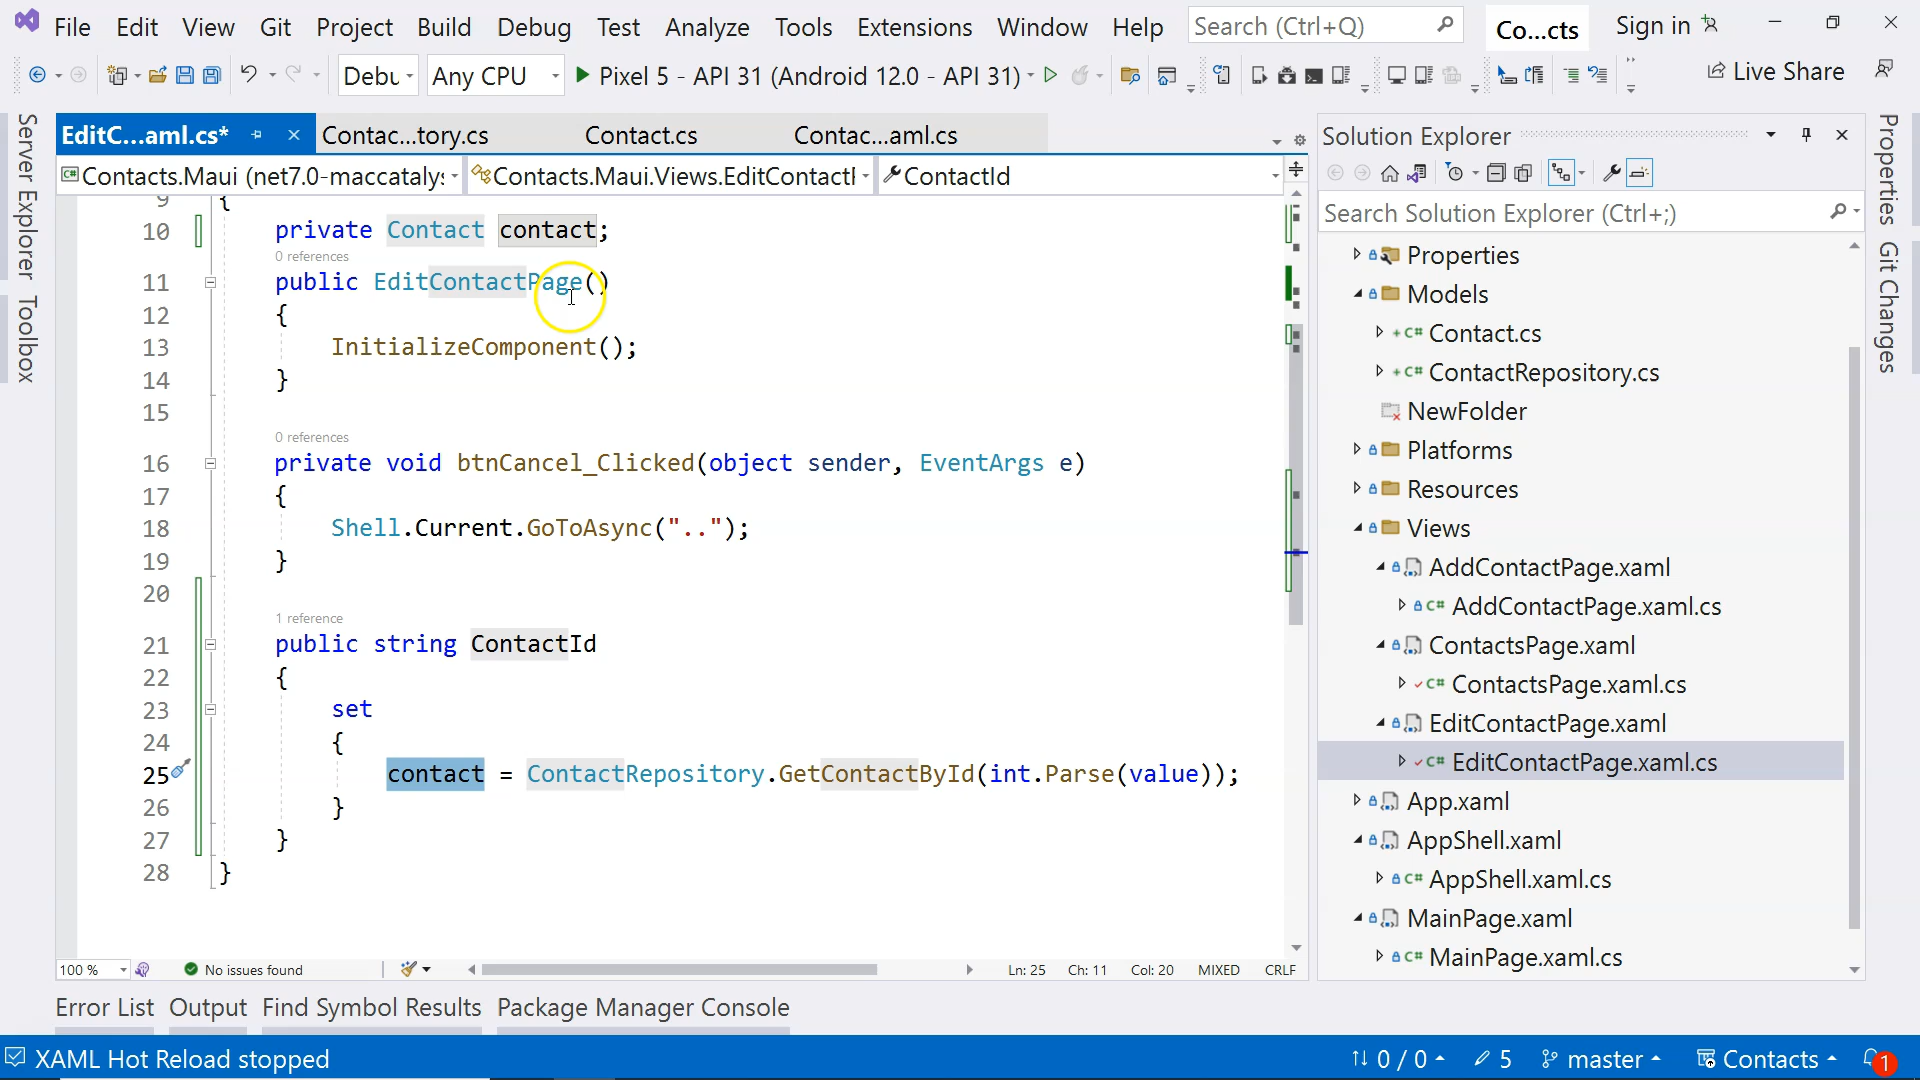 File Edit View Git Project Build Debug Test Analyze Tools Extensions Window Help Search (Ctrl+Q) Co...cts Sign in
Debu Any CPU Pixel 5 - API 31 (Android 12.0 - API 31) Live Share
Server Explorer
Toolbox
EditC...aml.cs* Contac...tory.cs Contact.cs Contac...aml.cs
Contacts.Maui.Views.EditContactI ContactId
9 {
10 private Contact contact;
0 references
11 public EditContactPage()
12 {
13 InitializeComponent();
14 }
15
0 references
16 private void btnCancel_Clicked(object sender, EventArgs e)
17 {
18 Shell.Current.GoToAsync("..");
19 }
20
1 reference
21 public string ContactId
22 {
23 set
24 {
25 contact = ContactRepository.GetContactById(int.Parse(value));
26 }
27 }
28 }
100 % No issues found Ln: 25 Ch: 11 Col: 20 MIXED CRLF
Solution Explorer
Search Solution Explorer (Ctrl+;)
Properties
Models
C# Contact.cs
C# ContactRepository.cs
NewFolder
Platforms
Resources
Views
AddContactPage.xaml
C# AddContactPage.xaml.cs
ContactsPage.xaml
C# ContactsPage.xaml.cs
EditContactPage.xaml
C# EditContactPage.xaml.cs
App.xaml
AppShell.xaml
C# AppShell.xaml.cs
MainPage.xaml
C# MainPage.xaml.cs
Properties
Git Changes
Error List Output Find Symbol Results Package Manager Console
XAML Hot Reload stopped 0 / 0 5 master Contacts 1